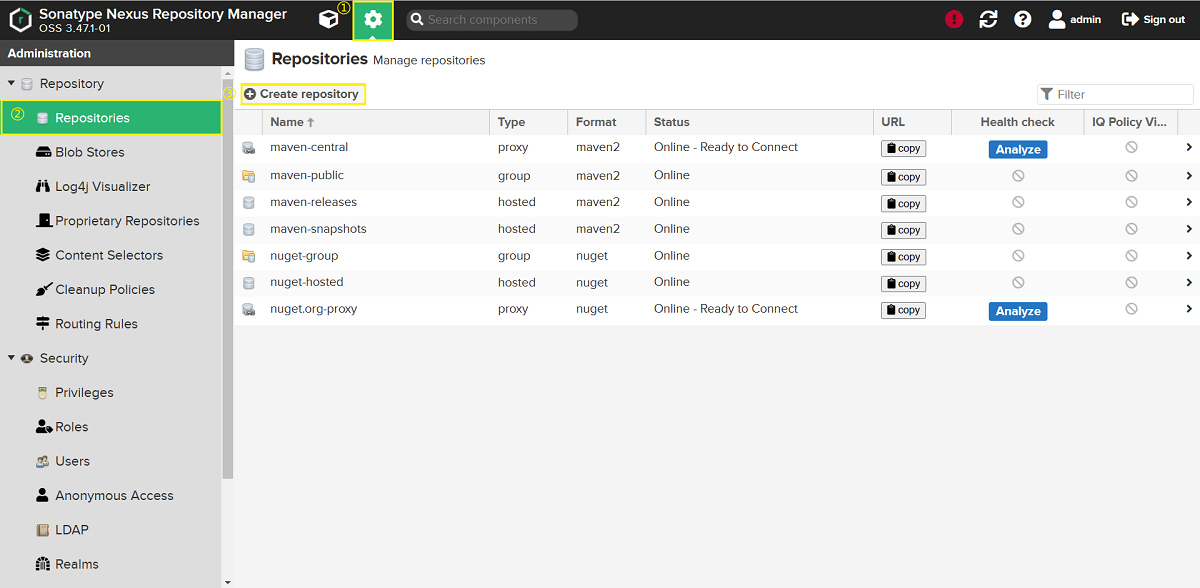 Sonatype Nexus Repository Manager
OSS 3.47.1-01
①
Search components
admin
Sign out
Administration
Repository
② Repositories
Blob Stores
Log4j Visualizer
Proprietary Repositories
Content Selectors
Cleanup Policies
Routing Rules
Security
Privileges
Roles
Users
Anonymous Access
LDAP
Realms
Repositories Manage repositories
③ Create repository
Filter
Name Type Format Status URL Health check IQ Policy Vi...
maven-central proxy maven2 Online - Ready to Connect copy Analyze
maven-public group maven2 Online copy
maven-releases hosted maven2 Online copy
maven-snapshots hosted maven2 Online copy
nuget-group group nuget Online copy
nuget-hosted hosted nuget Online copy
nuget.org-proxy proxy nuget Online - Ready to Connect copy Analyze